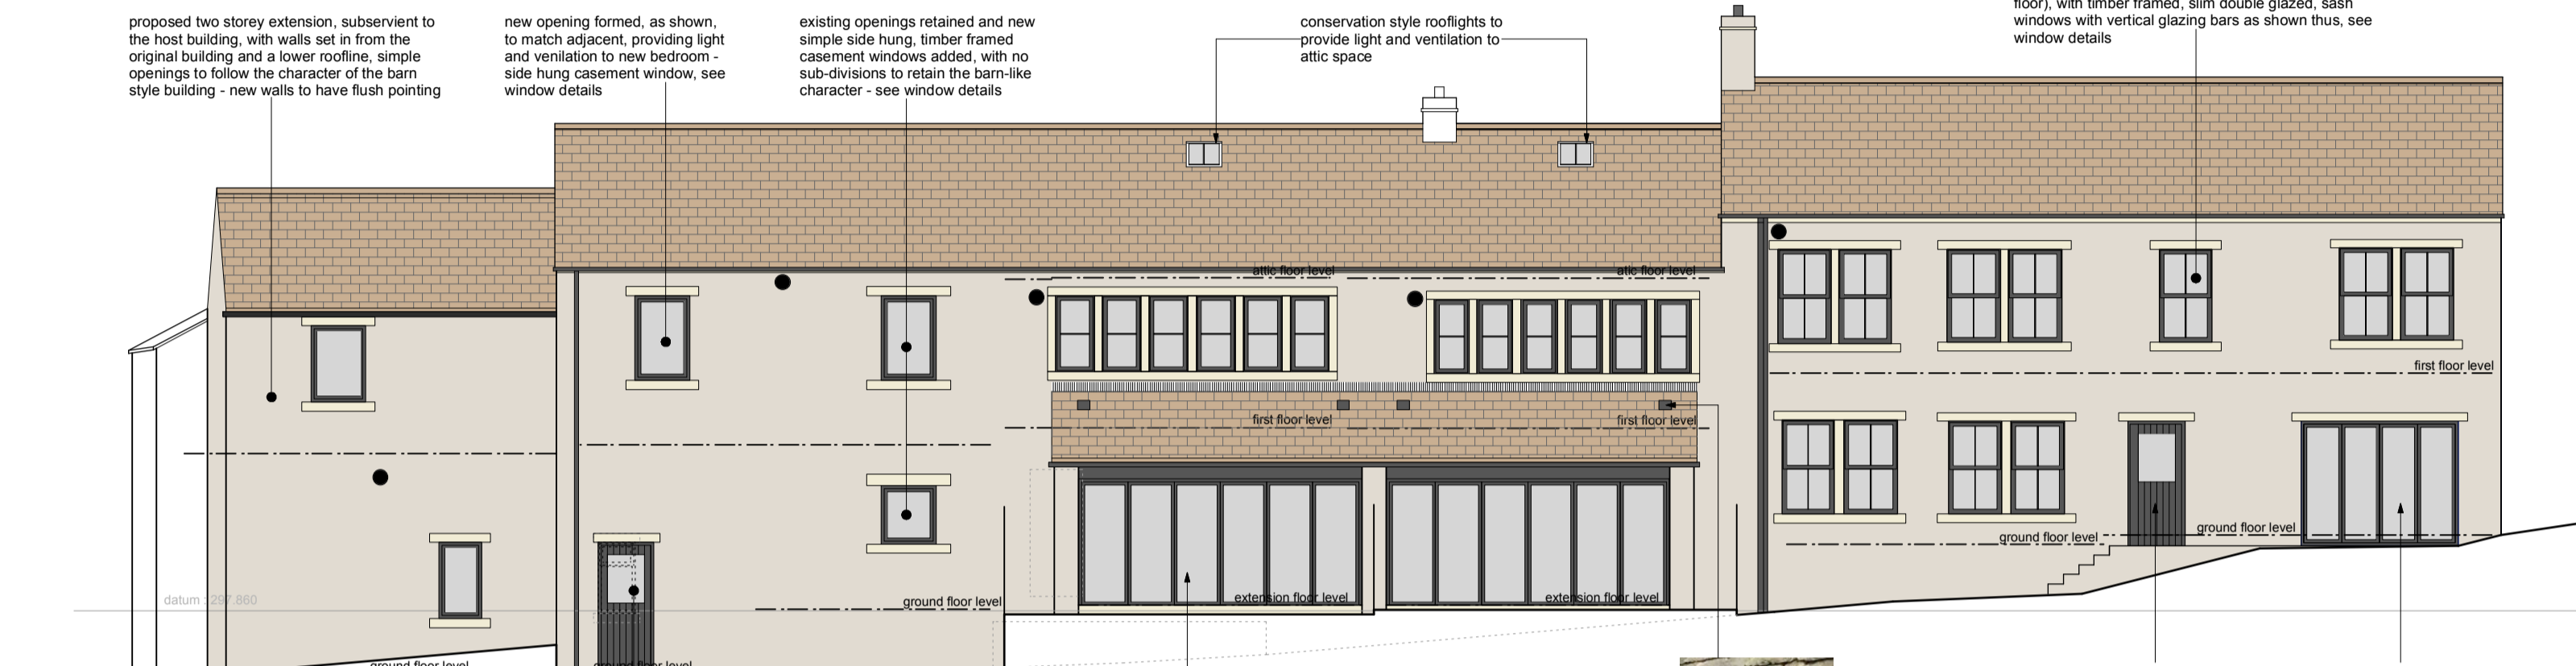 proposed two storey extension, subservient to
the host building, with walls set in from the
original building and a lower roofline, simple
openings to follow the character of the barn
style building - new walls to have flush pointing
new opening formed, as shown,
to match adjacent, providing light
and venilation to new bedroom -
side hung casement window, see
window details
existing openings retained and new
simple side hung, timber framed
casement windows added, with no
sub-divisions to retain the barn-like
character - see window details
conservation style rooflights to
provide light and ventilation to
attic space
floor), with timber framed, slim double glazed, sash
windows with vertical glazing bars as shown thus, see
window details
attic floor level
atic floor level
first floor level
first floor level
first floor level
ground floor level
ground floor level
extension floor level
extension floor level
ground floor level
datum : 297.860
ground floor level
ground floor level